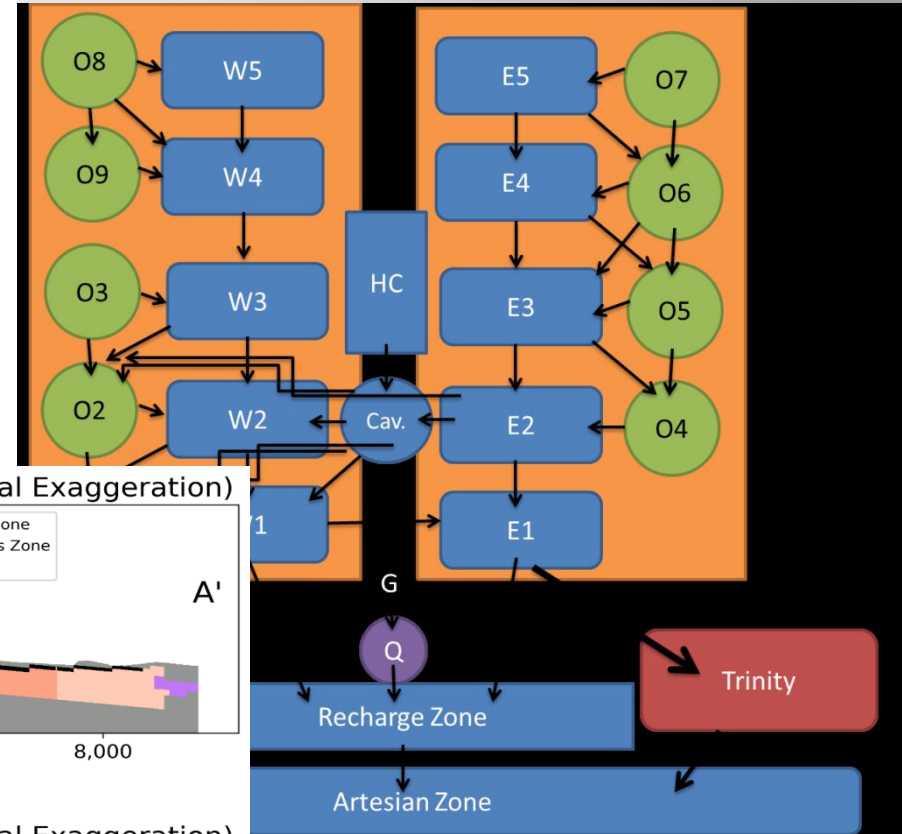 O8
W5
E5
O7
O9
W4
E4
O6
HC
O3
W3
E3
O5
O2
W2
Cav.
E2
O4
1
E1
G
Q
Trinity
Recharge Zone
Artesian Zone
al Exaggeration)
one
s Zone
A'
8,000
al Exaggeration)